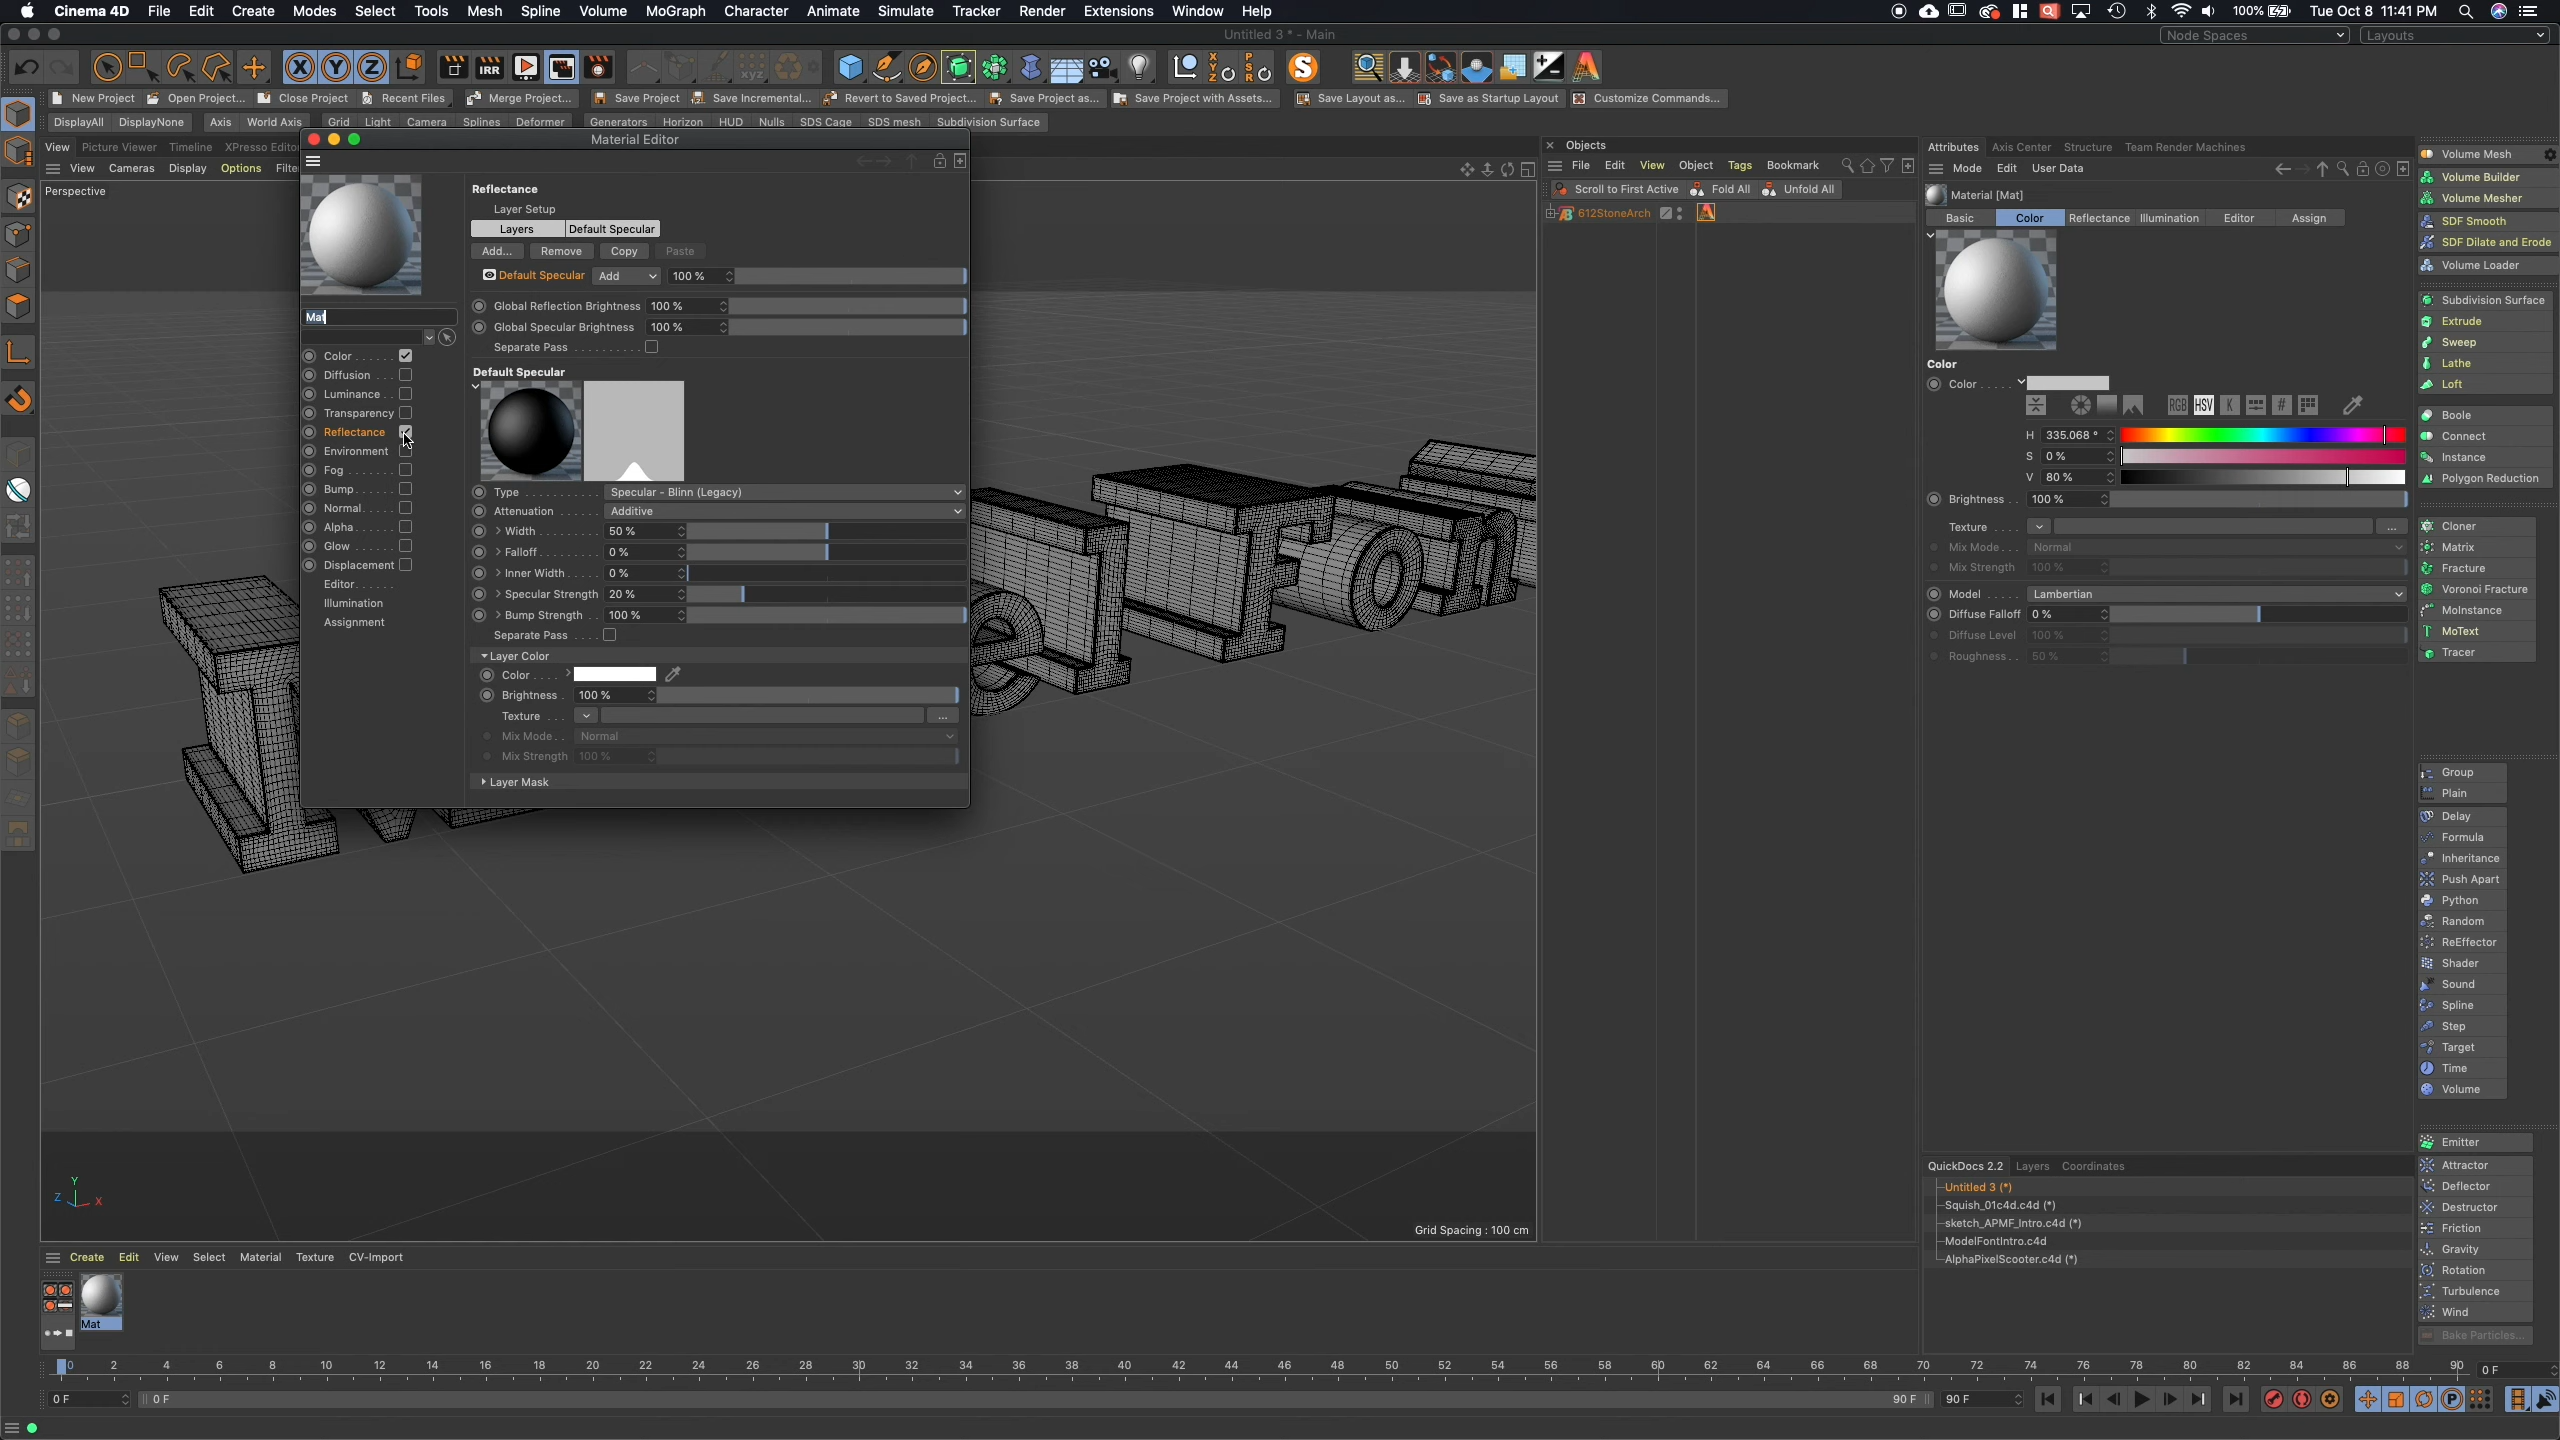 Cinema 4D File Edit Create Modes Select Tools Mesh Spline Volume MoGraph Character Animate Simulate Tracker Render Extensions Window Help 100% Tue Oct 8 11:41 PM
Untitled 3 * - Main Node Spaces Layouts
IRR XYZ PSR S
New Project Open Project... Close Project Recent Files Merge Project... Save Project Save Incremental... Revert to Saved Project... Save Project as... Save Project with Assets... Save Layout as... Save as Startup Layout Customize Commands...
DisplayAll DisplayNone Axis World Axis Grid Light Camera Splines Deformer Generators Horizon HUD Nulls SDS Cage SDS mesh Subdivision Surface
View Picture Viewer Timeline XPresso Editor
View Cameras Display Options Filte
Perspective
Material Editor
Mat
Color
Diffusion
Luminance
Transparency
Reflectance
Environment
Fog
Bump
Normal
Alpha
Glow
Displacement
Editor
Illumination
Assignment
Reflectance
Layer Setup
Layers Default Specular
Add... Remove Copy Paste
Default Specular Add 100 %
Global Reflection Brightness 100 %
Global Specular Brightness 100 %
Separate Pass
Default Specular
Type Specular - Blinn (Legacy)
Attenuation Additive
Width 50 %
Falloff 0 %
Inner Width 0 %
Specular Strength 20 %
Bump Strength 100 %
Separate Pass
Layer Color
Color
Brightness 100 %
Texture ...
Mix Mode Normal
Mix Strength 100 %
Layer Mask
Y
Z X
Grid Spacing : 100 cm
Objects
File Edit View Object Tags Bookmark
Scroll to First Active Fold All Unfold All
612StoneArch
Attributes Axis Center Structure Team Render Machines
Mode Edit User Data
Material [Mat]
Basic Color Reflectance Illumination Editor Assign
Color
Color
RGB HSV K #
H 335.068 °
S 0 %
V 80 %
Brightness 100 %
Texture ...
Mix Mode Normal
Mix Strength 100 %
Model Lambertian
Diffuse Falloff 0 %
Diffuse Level 100 %
Roughness 50 %
QuickDocs 2.2 Layers Coordinates
Untitled 3 (*)
Squish_01c4d.c4d (*)
sketch_APMF_Intro.c4d (*)
ModelFontIntro.c4d
AlphaPixelScooter.c4d (*)
Volume Mesh
Volume Builder
Volume Mesher
SDF Smooth
SDF Dilate and Erode
Volume Loader
Subdivision Surface
Extrude
Sweep
Lathe
Loft
Boole
Connect
Instance
Polygon Reduction
Cloner
Matrix
Fracture
Voronoi Fracture
MoInstance
MoText
Tracer
Group
Plain
Delay
Formula
Inheritance
Push Apart
Python
Random
ReEffector
Shader
Sound
Spline
Step
Target
Time
Volume
Emitter
Attractor
Deflector
Destructor
Friction
Gravity
Rotation
Turbulence
Wind
Bake Particles...
Create Edit View Select Material Texture CV-Import
Mat
0 2 4 6 8 10 12 14 16 18 20 22 24 26 28 30 32 34 36 38 40 42 44 46 48 50 52 54 56 58 60 62 64 66 68 70 72 74 76 78 80 82 84 86 88 90 0 F
0 F 0 F 90 F 90 F